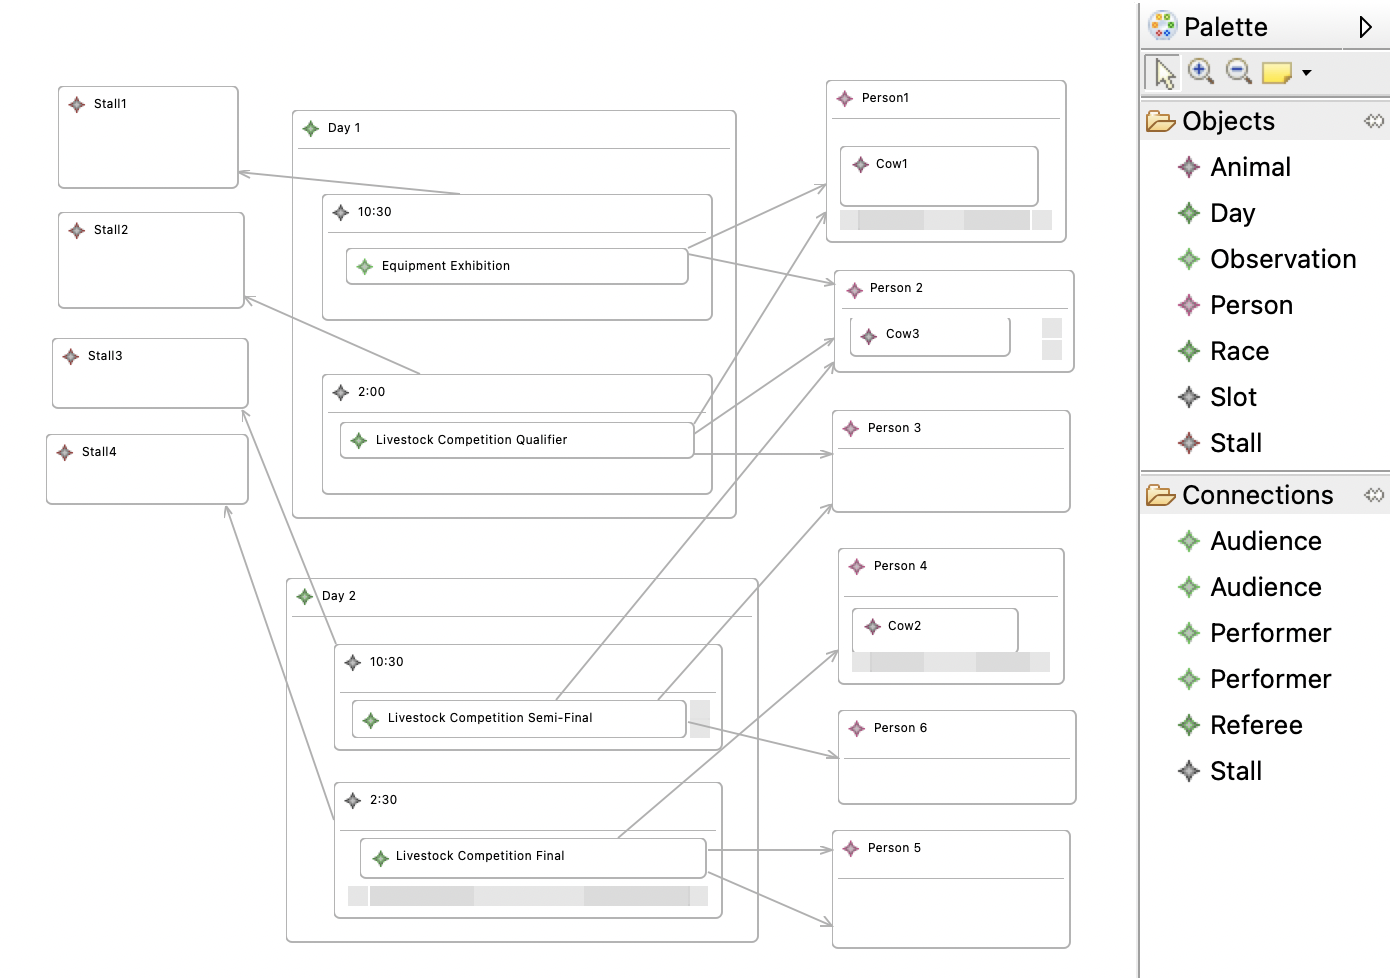 Stall1
Stall2
Stall3
Stall4
Day 1
10:30
Equipment Exhibition
2:00
Livestock Competition Qualifier
Day 2
10:30
Livestock Competition Semi-Final
2:30
Livestock Competition Final
Person1
Cow1
Person 2
Cow3
Person 3
Person 4
Cow2
Person 6
Person 5
Palette
Objects
Animal
Day
Observation
Person
Race
Slot
Stall
Connections
Audience
Audience
Performer
Performer
Referee
Stall